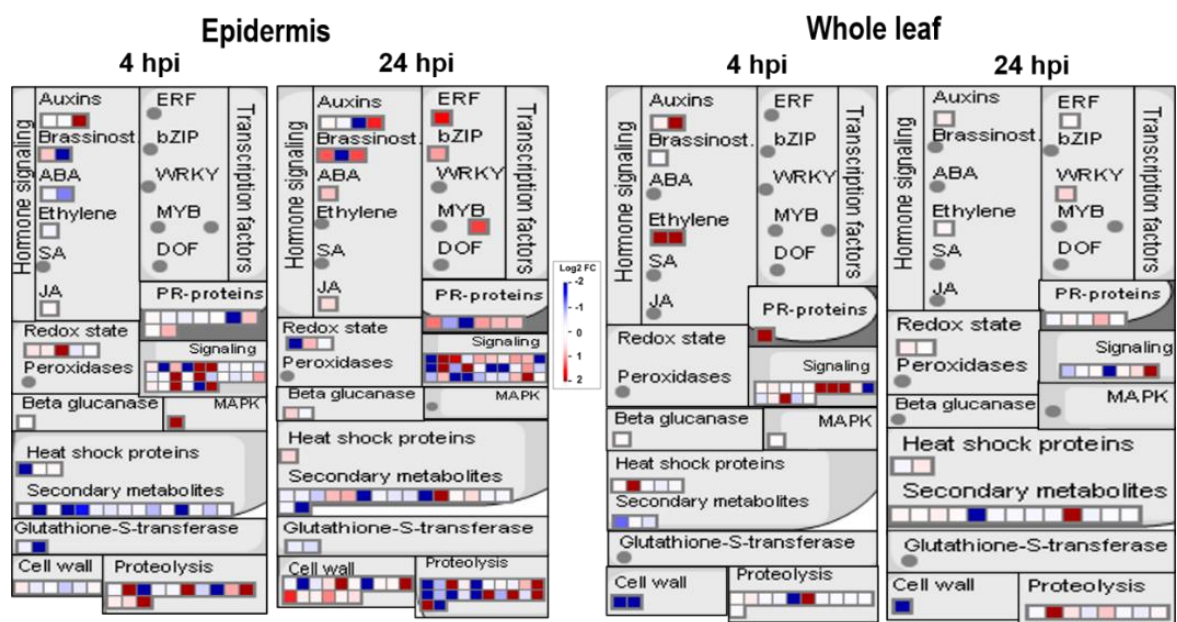 Epidermis
Whole leaf
4 hpi
24 hpi
4 hpi
24 hpi
Hormone signaling
Auxins
Brassinost.
ABA
Ethylene
SA
JA
ERF
bZIP
WRKY
MYB
DOF
Transcription factors
PR-proteins
Redox state
Peroxidases
Signaling
Beta glucanase
MAPK
Heat shock proteins
Secondary metabolites
Glutathione-S-transferase
Cell wall
Proteolysis
Hormone signaling
Auxins
Brassinost.
ABA
Ethylene
SA
JA
ERF
bZIP
WRKY
MYB
DOF
Transcription factors
PR-proteins
Redox state
Peroxidases
Signaling
Beta glucanase
MAPK
Heat shock proteins
Secondary metabolites
Glutathione-S-transferase
Cell wall
Proteolysis
Log2 FC
-2
-1
0
1
2
Hormone signaling
Auxins
Brassinost.
ABA
Ethylene
SA
JA
ERF
bZIP
WRKY
MYB
DOF
Transcription factors
PR-proteins
Redox state
Peroxidases
Signaling
Beta glucanase
MAPK
Heat shock proteins
Secondary metabolites
Glutathione-S-transferase
Cell wall
Proteolysis
Hormone signaling
Auxins
Brassinost.
ABA
Ethylene
SA
JA
ERF
bZIP
WRKY
MYB
DOF
Transcription factors
PR-proteins
Redox state
Peroxidases
Signaling
Beta glucanase
MAPK
Heat shock proteins
Secondary metabolites
Glutathione-S-transferase
Cell wall
Proteolysis